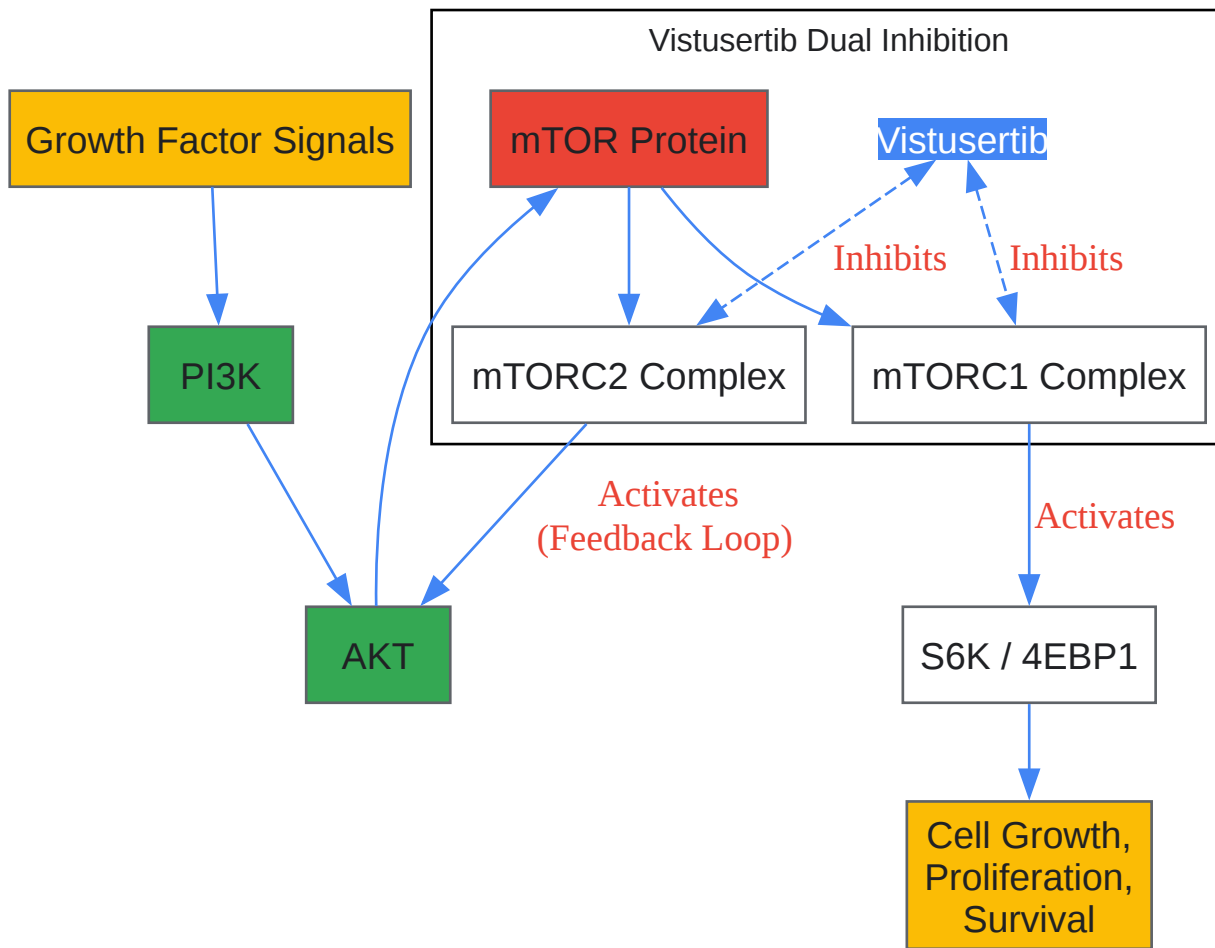 Vistusertib Dual Inhibition
Growth Factor Signals
mTOR Protein
Vistusertib
Inhibits
Inhibits
PI3K
mTORC2 Complex
mTORC1 Complex
Activates
(Feedback Loop)
Activates
AKT
S6K / 4EBP1
Cell Growth,
Proliferation,
Survival